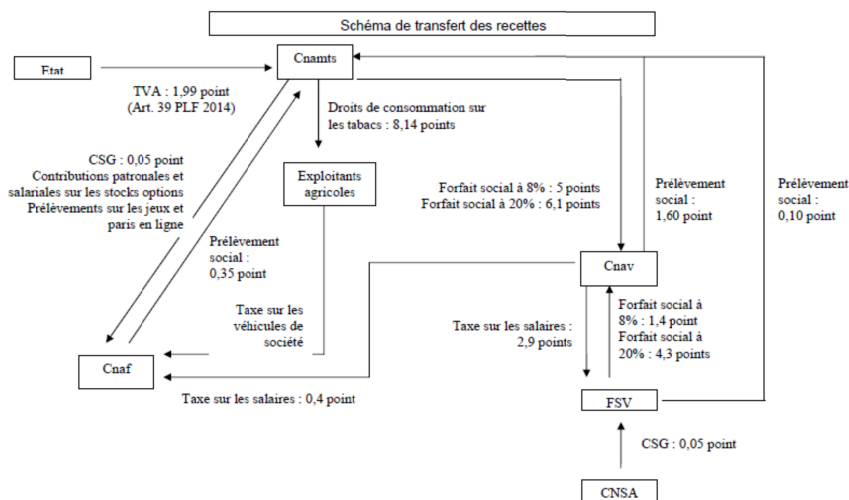 Schéma de transfert des recettes
Cnamts
Etat
TVA : 1,99 point
(Art. 39 PLF 2014)
Droits de consommation sur
les tabacs : 8,14 points
CSG : 0,05 point
Contributions patronales et
salariales sur les stocks options
Prélèvements sur les jeux et
paris en ligne
Exploitants
agricoles
Forfait social à 8% : 5 points
Forfait social à 20% : 6,1 points
Prélèvement
social :
1,60 point
Prélèvement
social :
0,10 point
Prélèvement
social :
0,35 point
Cnav
Taxe sur les
véhicules de
société
Taxe sur les salaires :
2,9 points
Forfait social à
8% : 1,4 point
Forfait social à
20% : 4,3 points
Cnaf
Taxe sur les salaires : 0,4 point
FSV
CSG : 0,05 point
CNSA